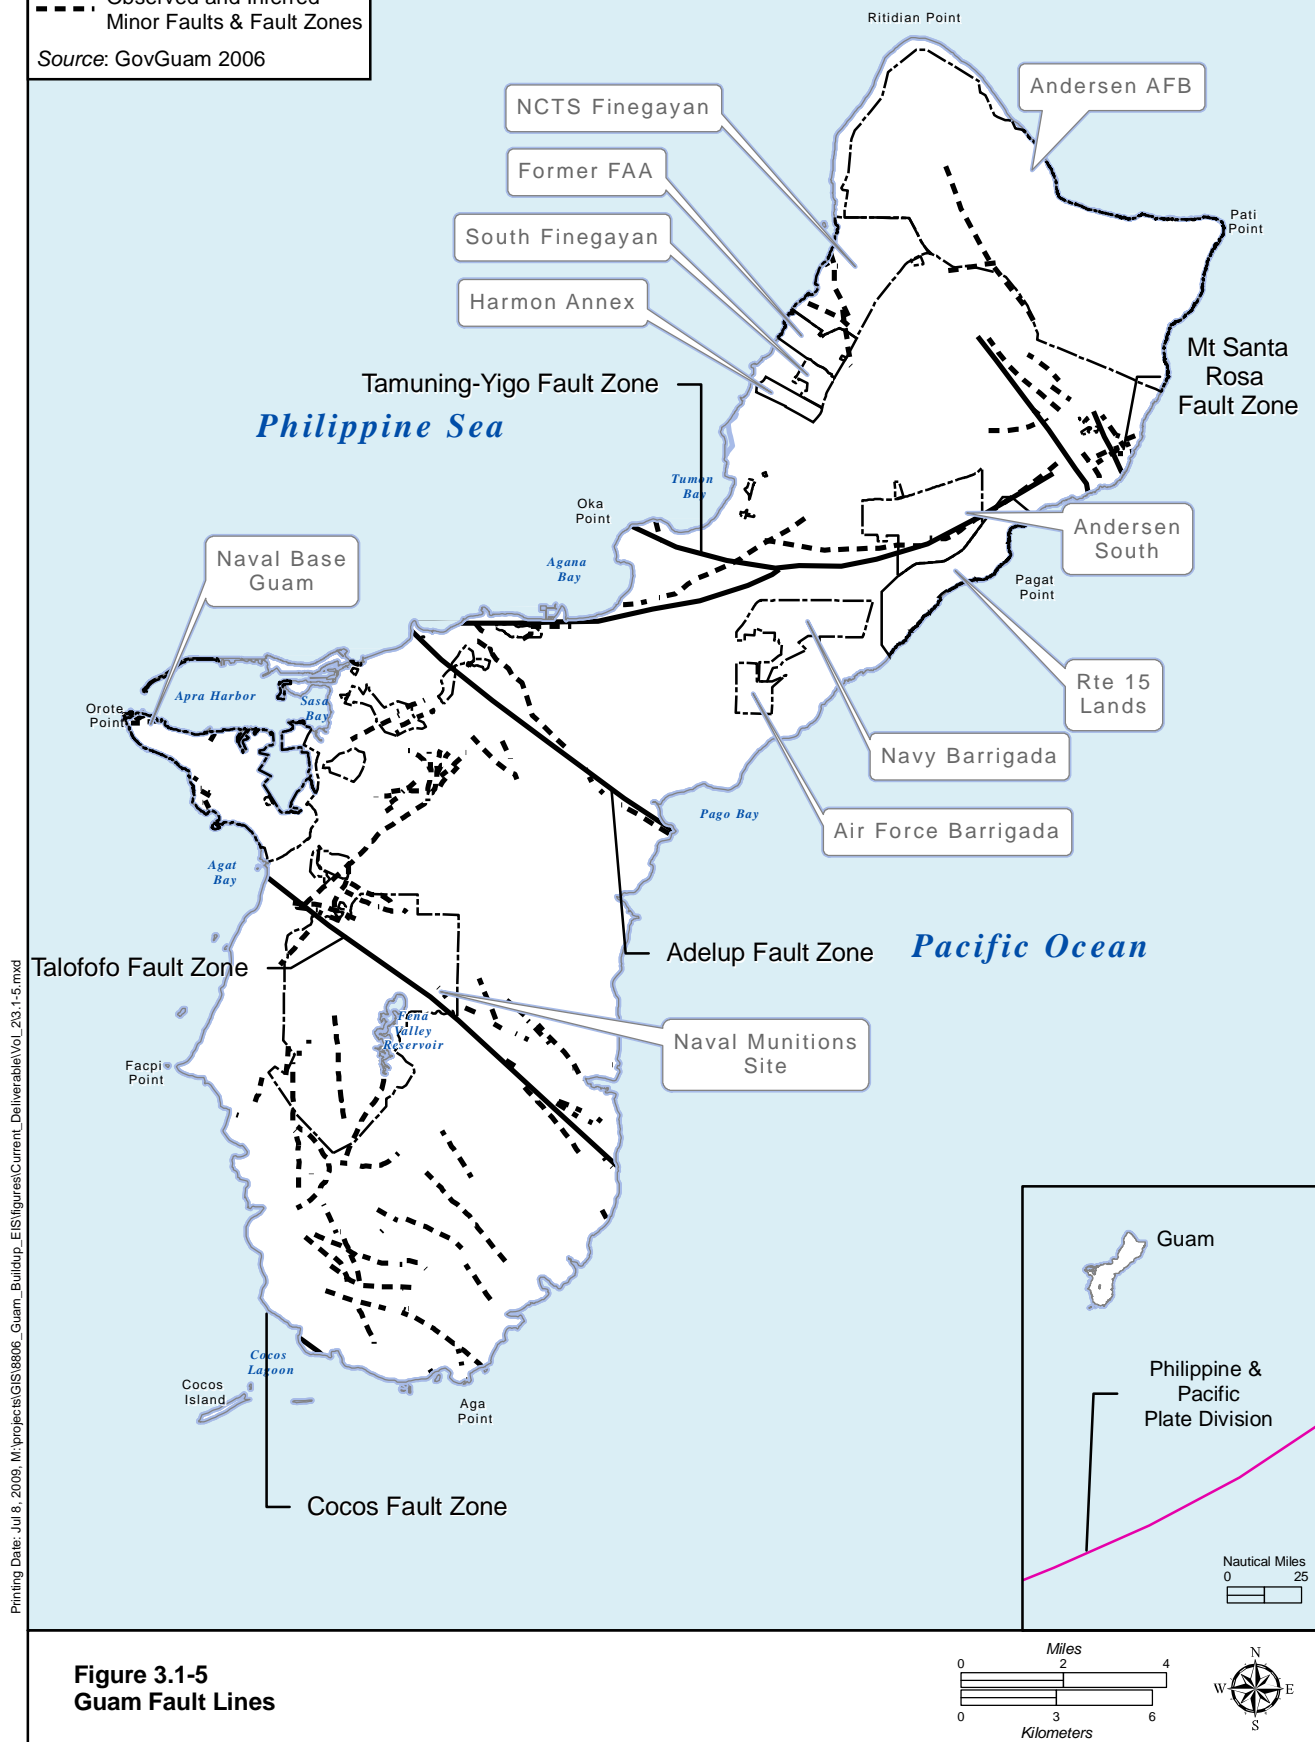 Observed and Inferred
Minor Faults & Fault Zones
Source: GovGuam 2006
Ritidian Point
Andersen AFB
NCTS Finegayan
Former FAA
South Finegayan
Harmon Annex
Pati
Point
Mt Santa
Rosa
Fault Zone
Tamuning-Yigo Fault Zone
Philippine Sea
Tumon
Bay
Oka
Point
Andersen
South
Naval Base
Guam
Agana
Bay
Pagat
Point
Rte 15
Lands
Apra Harbor
Sasa
Bay
Orote
Point
Navy Barrigada
Pago Bay
Air Force Barrigada
Agat
Bay
Talofofo Fault Zone
Adelup Fault Zone
Pacific Ocean
Fena
Valley
Reservoir
Naval Munitions
Site
Facpi
Point
Guam
Philippine &
Pacific
Plate Division
Cocos
Lagoon
Cocos
Island
Aga
Point
Cocos Fault Zone
Nautical Miles
0 25
Printing Date: Jul 8, 2009, M:\projects\GIS\8806_Guam_Buildup_EIS\figures\Current_Deliverable\Vol_2\3.1-5.mxd
Figure 3.1-5
Guam Fault Lines
Miles
0 2 4
0 3 6
Kilometers
N
W E
S